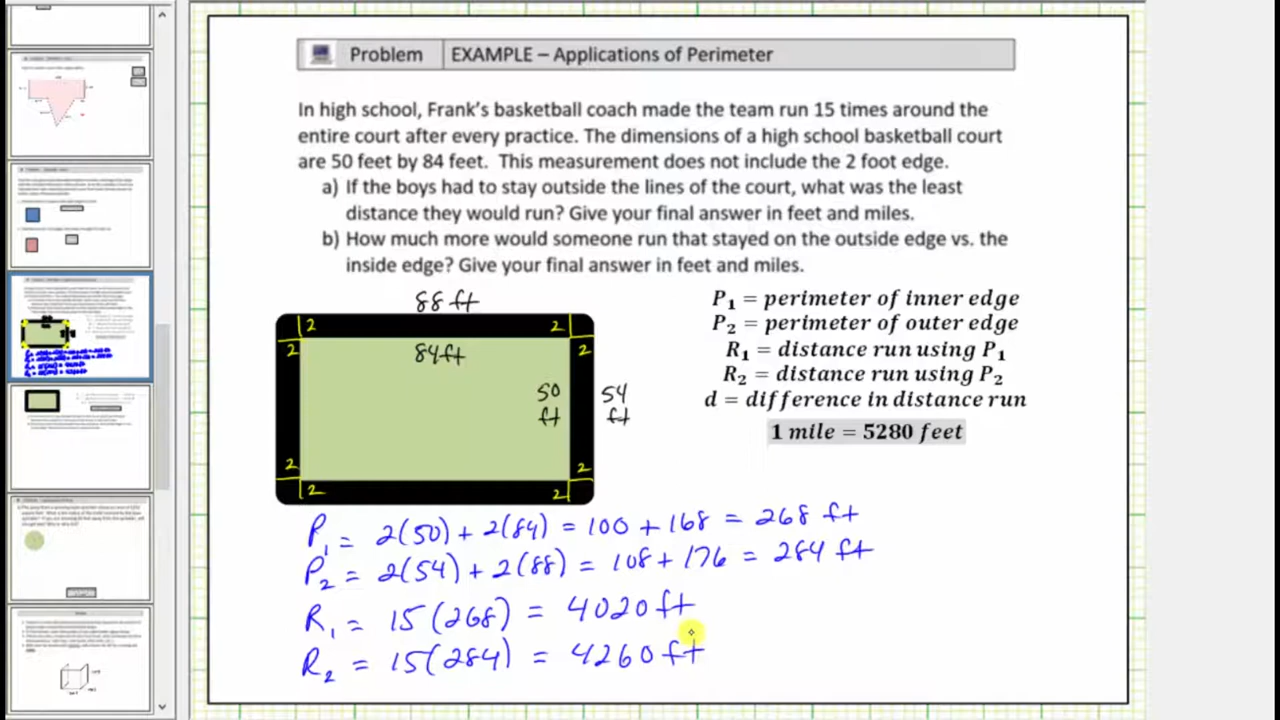 Problem EXAMPLE – Applications of Perimeter
In high school, Frank's basketball coach made the team run 15 times around the
entire court after every practice. The dimensions of a high school basketball court
are 50 feet by 84 feet. This measurement does not include the 2 foot edge.
a) If the boys had to stay outside the lines of the court, what was the least
distance they would run? Give your final answer in feet and miles.
b) How much more would someone run that stayed on the outside edge vs. the
inside edge? Give your final answer in feet and miles.
88 ft
2 2
2 84ft 2
50 ft
54 ft
2 2
2 2
P₁ = perimeter of inner edge
P₂ = perimeter of outer edge
R₁ = distance run using P₁
R₂ = distance run using P₂
d = difference in distance run
1 mile = 5280 feet
P₁ = 2(50) + 2(84) = 100 + 168 = 268 ft
P₂ = 2(54) + 2(88) = 108 + 176 = 284 ft
R₁ = 15(268) = 4020 ft
R₂ = 15(284) = 4260 ft